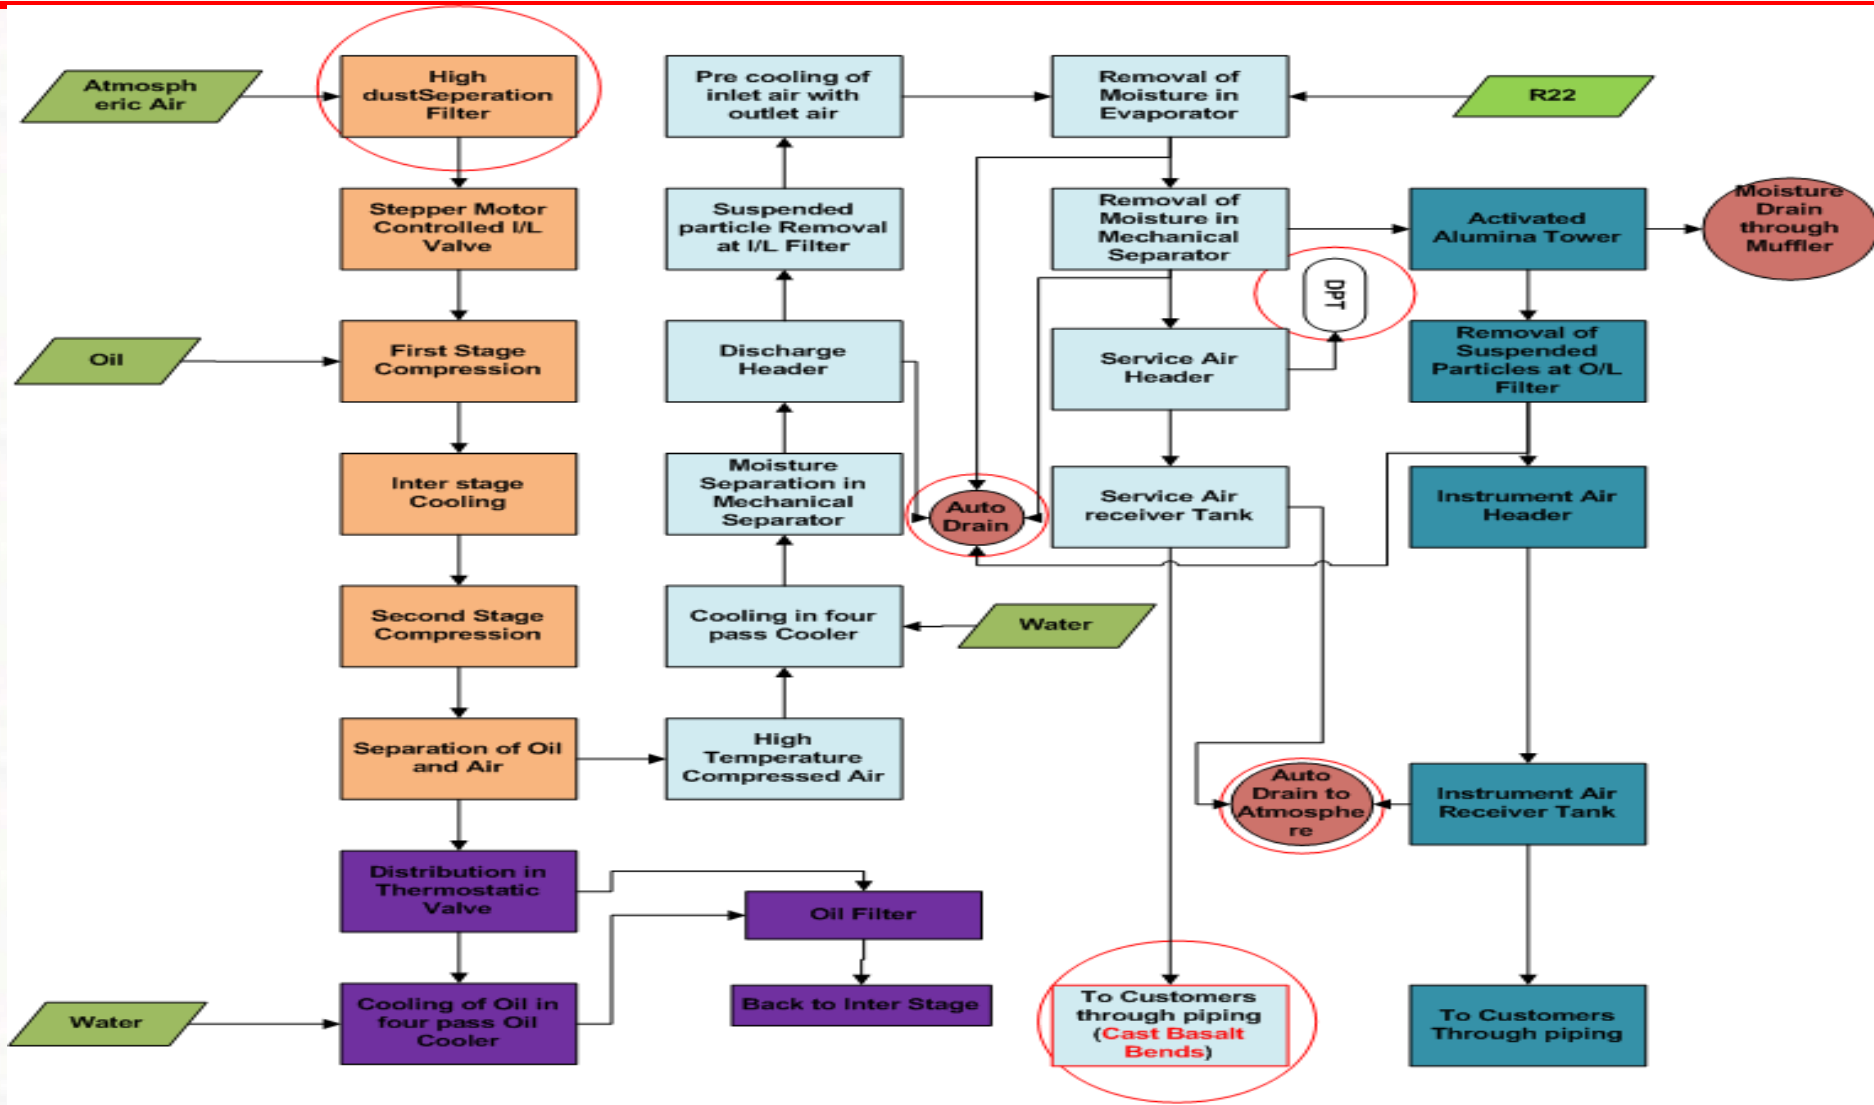 Atmosph
eric Air
High
dustSeperation
Filter
Stepper Motor
Controlled I/L
Valve
Oil
First Stage
Compression
Inter stage
Cooling
Second Stage
Compression
Separation of Oil
and Air
Distribution in
Thermostatic
Valve
Water
Cooling of Oil in
four pass Oil
Cooler
Oil Filter
Back to Inter Stage
High
Temperature
Compressed Air
Cooling in four
pass Cooler
Water
Moisture
Separation in
Mechanical
Separator
Discharge
Header
Suspended
particle Removal
at I/L Filter
Pre cooling of
inlet air with
outlet air
Removal of
Moisture in
Evaporator
R22
Removal of
Moisture in
Mechanical
Separator
Auto
Drain
Service Air
Header
DPT
Service Air
receiver Tank
To Customers
through piping
(Cast Basalt
Bends)
Activated
Alumina Tower
Moisture
Drain
through
Muffler
Removal of
Suspended
Particles at O/L
Filter
Instrument Air
Header
Instrument Air
Receiver Tank
Auto
Drain to
Atmosphe
re
To Customers
Through piping